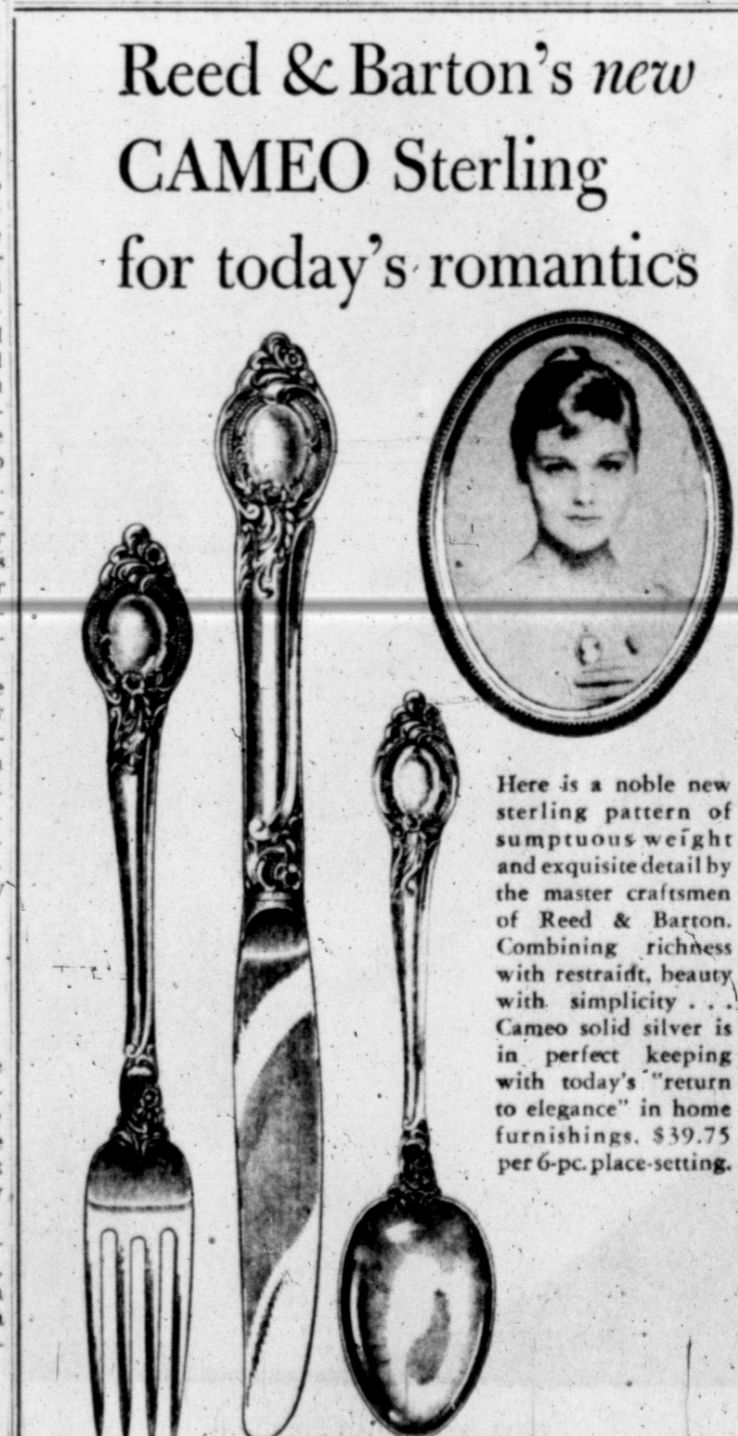 Reed & Barton's new
CAMEO Sterling
for today's romantics
Here is a noble new
sterling pattern of
sumptuous weight
and exquisite detail by
the master craftsmen
of Reed & Barton.
Combining richness
with restraint, beauty
with simplicity . . .
Cameo solid silver is
in perfect keeping
with today's "return
to elegance" in home
furnishings. $39.75
per 6-pc. place-setting.